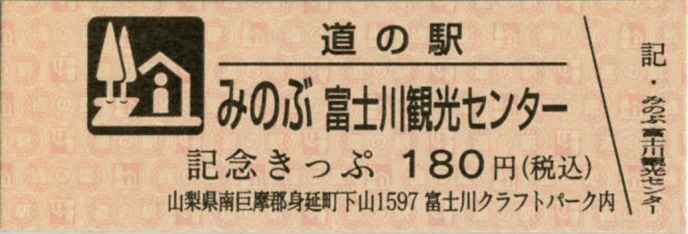 道の駅
みのぶ 富士川観光センター
記念きっぷ 180円(税込)
山梨県南巨摩郡身延町下山1597 富士川クラフトパーク内
記・みのぶ富士川観光センター